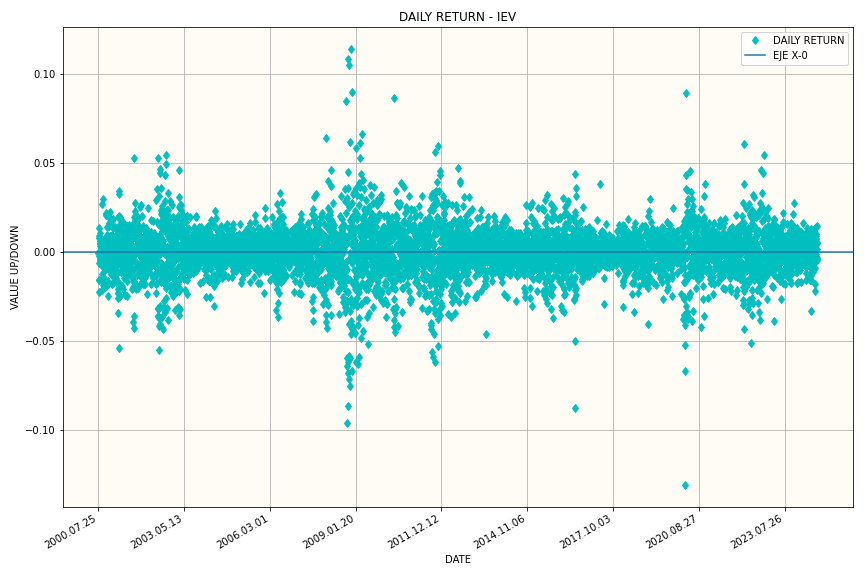 DAILY RETURN - IEV
DAILY RETURN
EJE X-0
0.10
0.05
0.00
−0.05
−0.10
VALUE UP/DOWN
2000.07.25
2003.05.13
2006.03.01
2009.01.20
2011.12.12
2014.11.06
2017.10.03
2020.08.27
2023.07.26
DATE